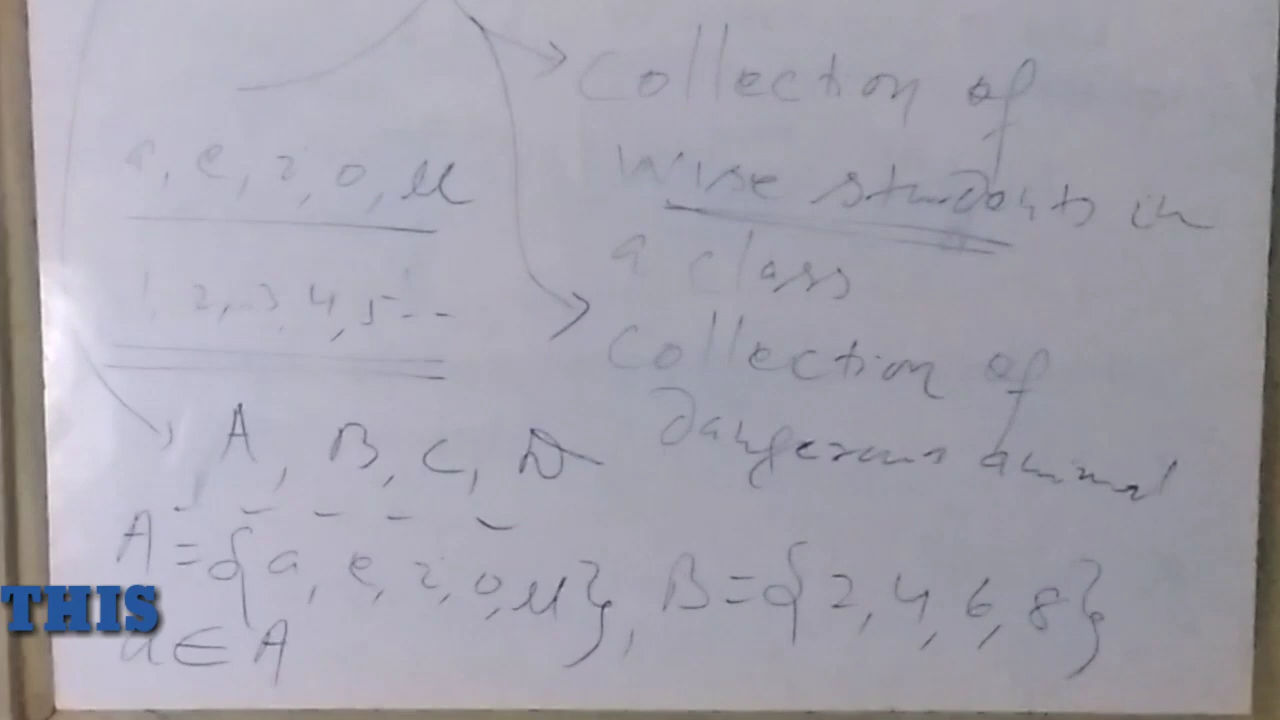 Collection of
wise students in
a class
a, e, i, o, u
1, 2, 3, 4, 5 - -
Collection of
Dangerous animal
A, B, C, D
A = {a, e, i, o, u}, B = {2, 4, 6, 8}
THIS
a ∈ A